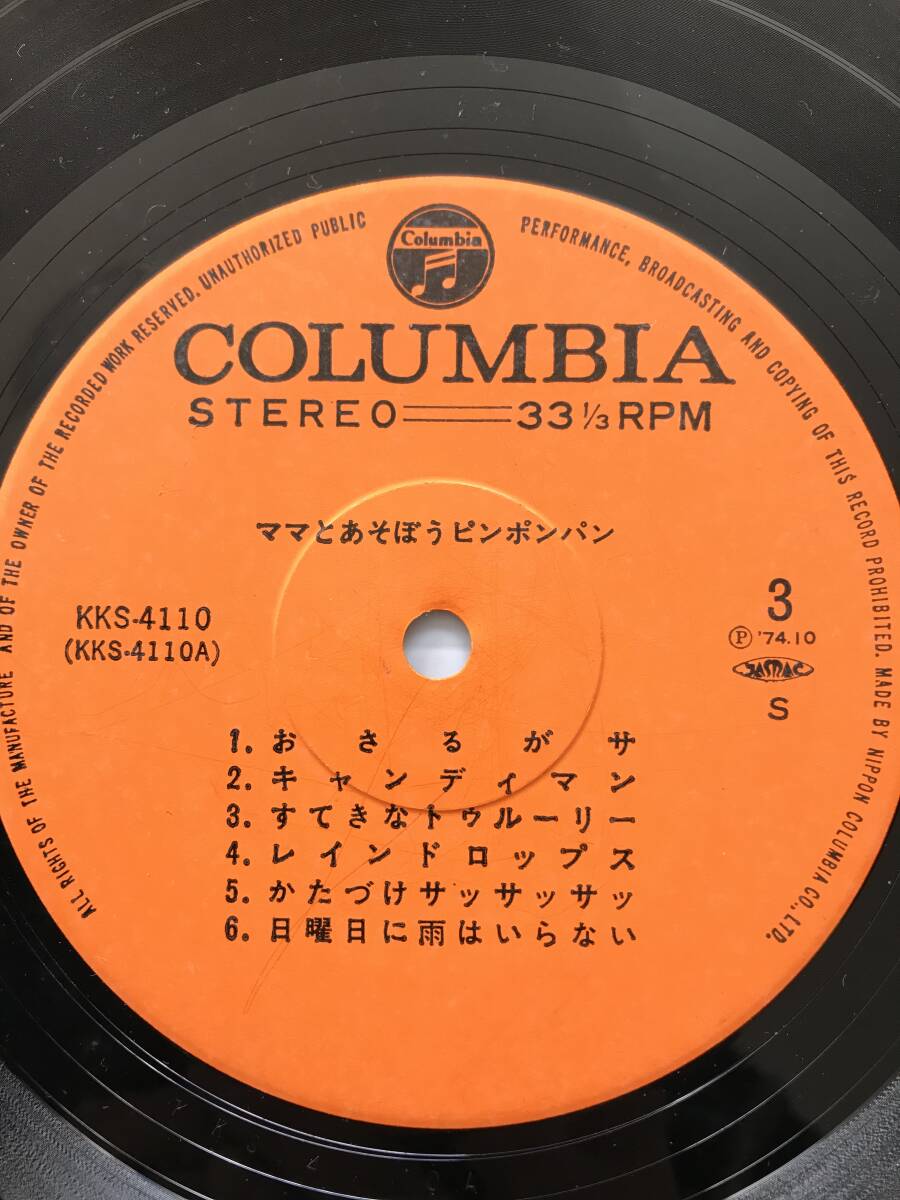 ALL RIGHTS OF THE MANUFACTURE AND OF THE OWNER OF THE RECORDED WORK RESERVED. UNAUTHORIZED PUBLIC PERFORMANCE, BROADCASTING AND COPYING OF THIS RECORD PROHIBITED. MADE BY NIPPON COLUMBIA CO., LTD.
Columbia
COLUMBIA
STEREO 33 1/3 RPM
ママとあそぼうピンポンパン
KKS-4110
(KKS-4110A)
3
Ⓟ '74.10
JASRAC
S
1. おさるがサ
2. キャンディマン
3. すてきなトゥルーリー
4. レインドロップス
5. かたづけサッサッサッ
6. 日曜日に雨はいらない